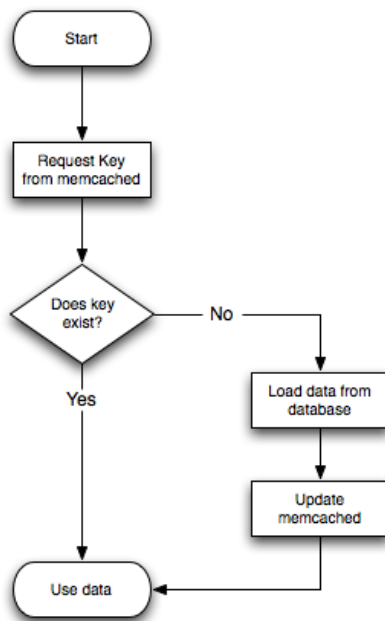 Start
Request Key
from memcached
Does key
exist?
No
Yes
Load data from
database
Update
memcached
Use data